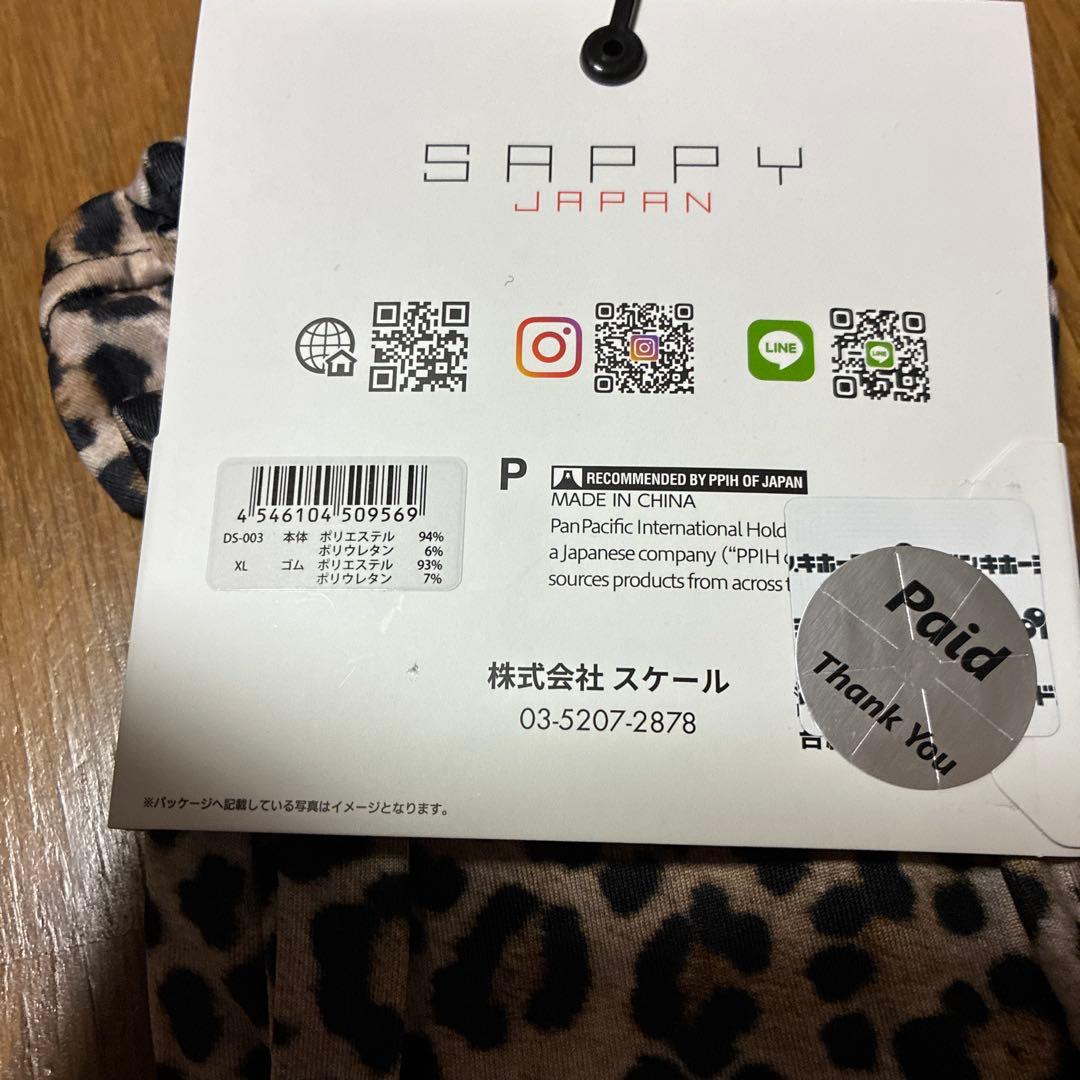 SAPPY
JAPAN
LINE
P
RECOMMENDED BY PPIH OF JAPAN
MADE IN CHINA
Pan Pacific International Hold
a Japanese company (“PPIH
sources products from across
4 546104 509569
DS-003 本体 ポリエステル 94%
ポリウレタン 6%
XL ゴム ポリエステル 93%
ポリウレタン 7%
Paid
Thank You
株式会社 スケール
03-5207-2878
※パッケージへ記載している写真はイメージとなります。